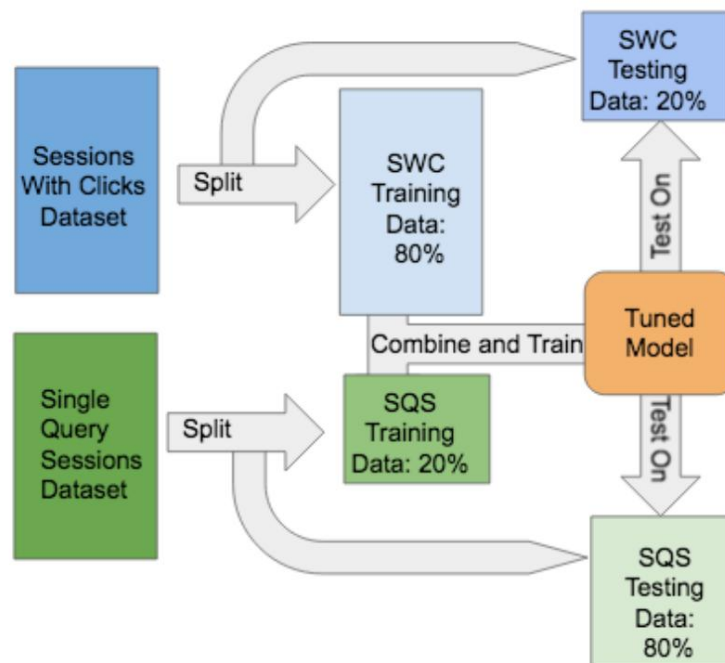 Sessions
With Clicks
Dataset
Split
SWC
Training
Data:
80%
SWC
Testing
Data: 20%
Test On
Combine and Train
Tuned
Model
Single
Query
Sessions
Dataset
Split
SQS
Training
Data: 20%
Test On
SQS
Testing
Data:
80%